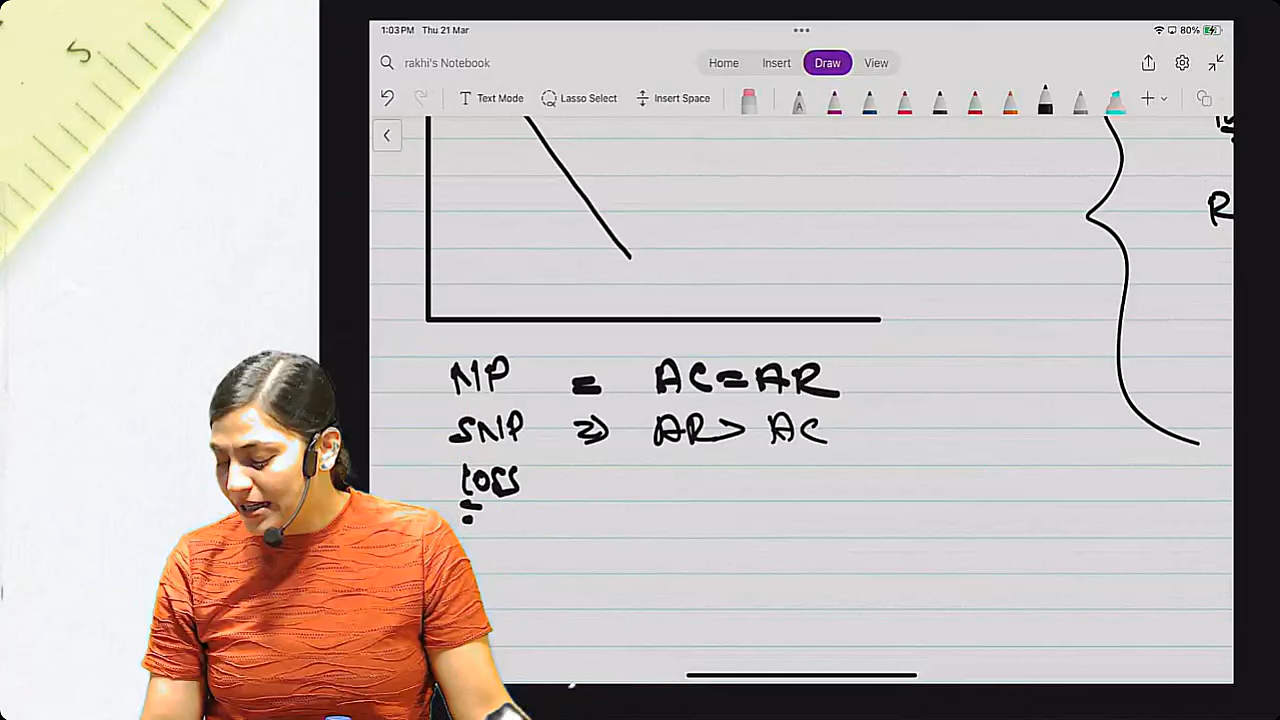 5
1:03 PM Thu 21 Mar
80%
rakhi's Notebook
Home Insert Draw View
Text Mode Lasso Select Insert Space
A
R
NP = AC = AR
SNP ⇒ AR > AC
Loss